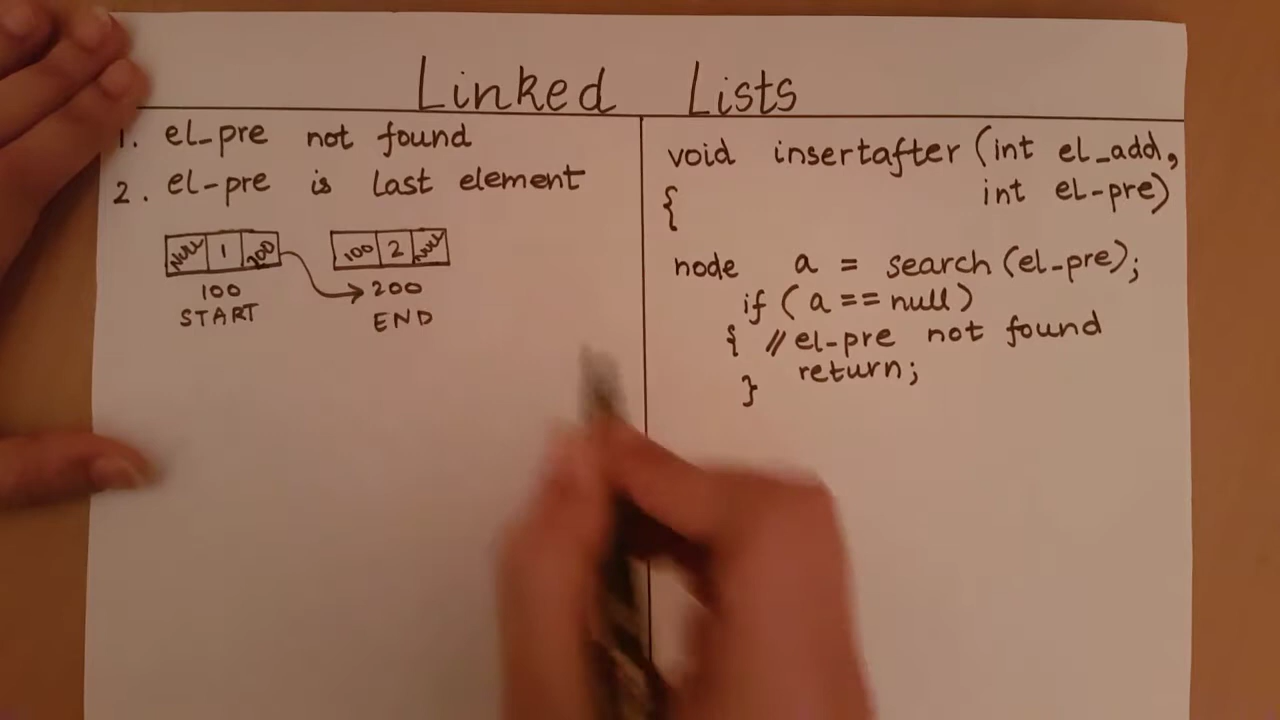 Linked Lists
1. el_pre not found
2. el-pre is last element
NULL 1 200
100 2 NULL
100
200
START
END
void insertafter (int el_add,
int el-pre)
{
node a = search (el_pre);
if ( a == null )
{ // el-pre not found
return;
}